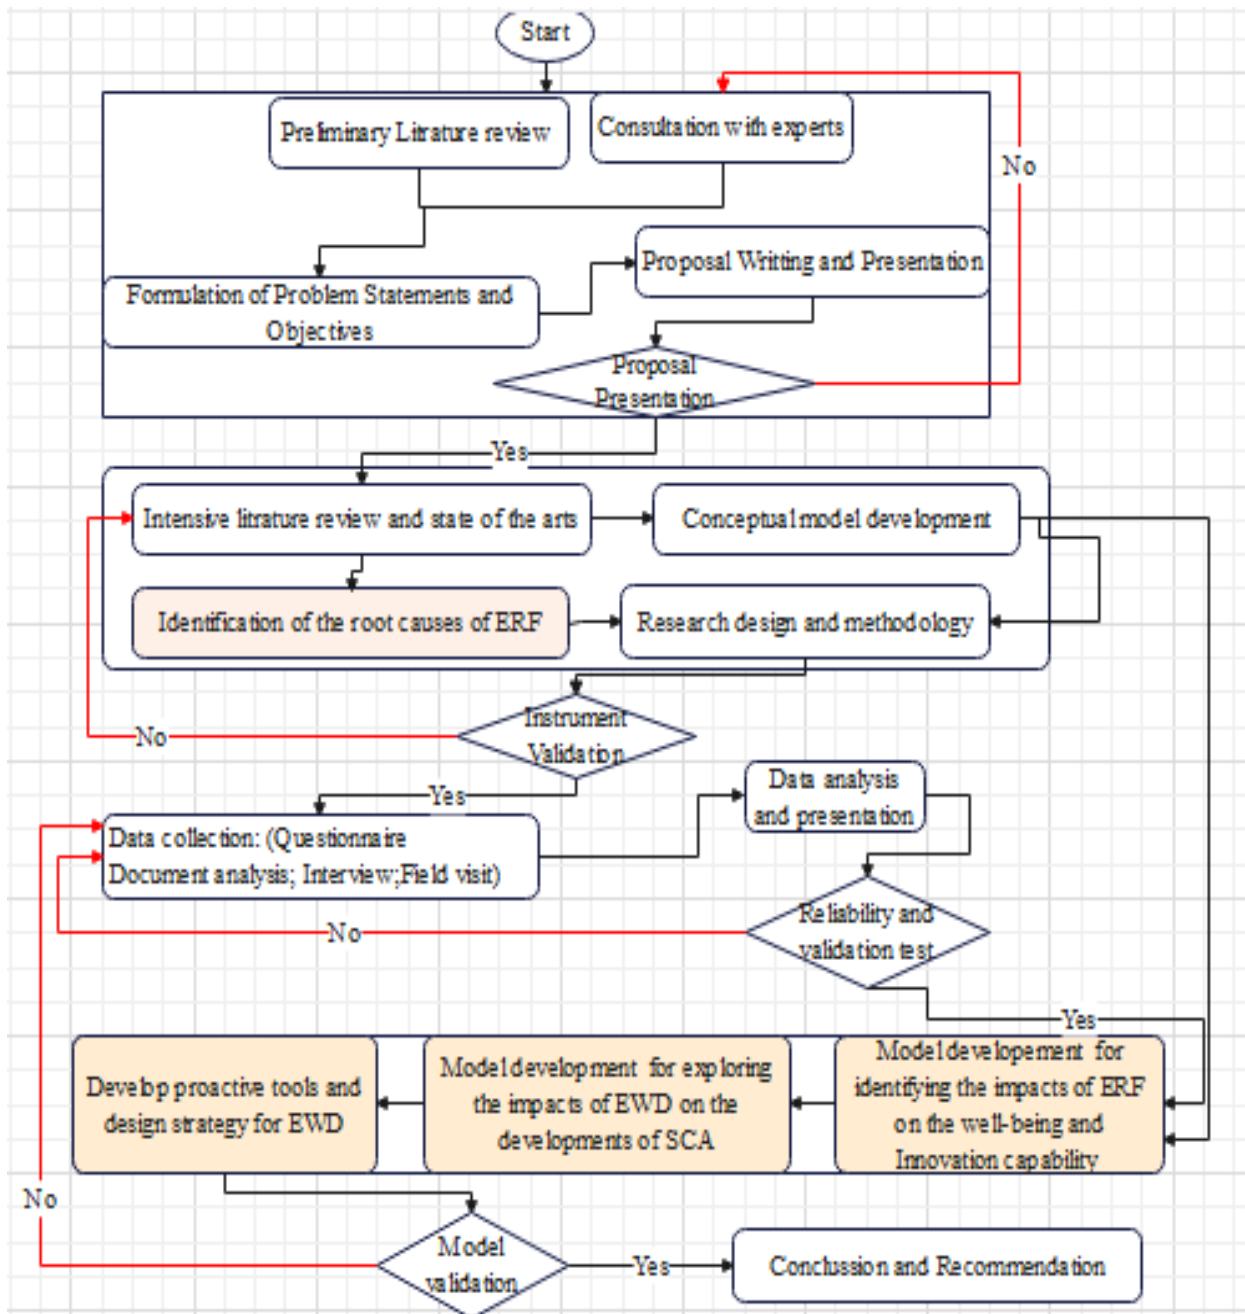 Start
Preliminary Litrature review
Consultation with experts
No
Proposal Writting and Presentation
Formulation of Problem Statements and
Objectives
Proposal
Presentation
Yes
Intensive litrature review and state of the arts
Conceptual model development
Identification of the root causes of ERF
Research design and methodology
Instrument
Validation
No
Yes
Data analysis
and presentation
Data collection: (Questionnaire
Document analysis; Interview;Field visit)
Reliability and
validation test
No
Yes
Develop proactive tools and
design strategy for EWD
Model development for exploring
the impacts of EWD on the
developments of SCA
Model developement for
identifying the impacts of ERF
on the well-being and
Innovation capability
No
Model
validation
Yes
Conclussion and Recommendation